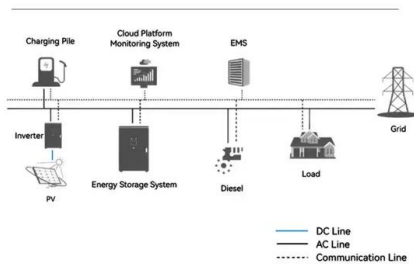 Charging Pile
Cloud Platform
Monitoring System
EMS
Grid
Inverter
PV
Energy Storage System
Diesel
Load
DC Line
AC Line
Communication Line